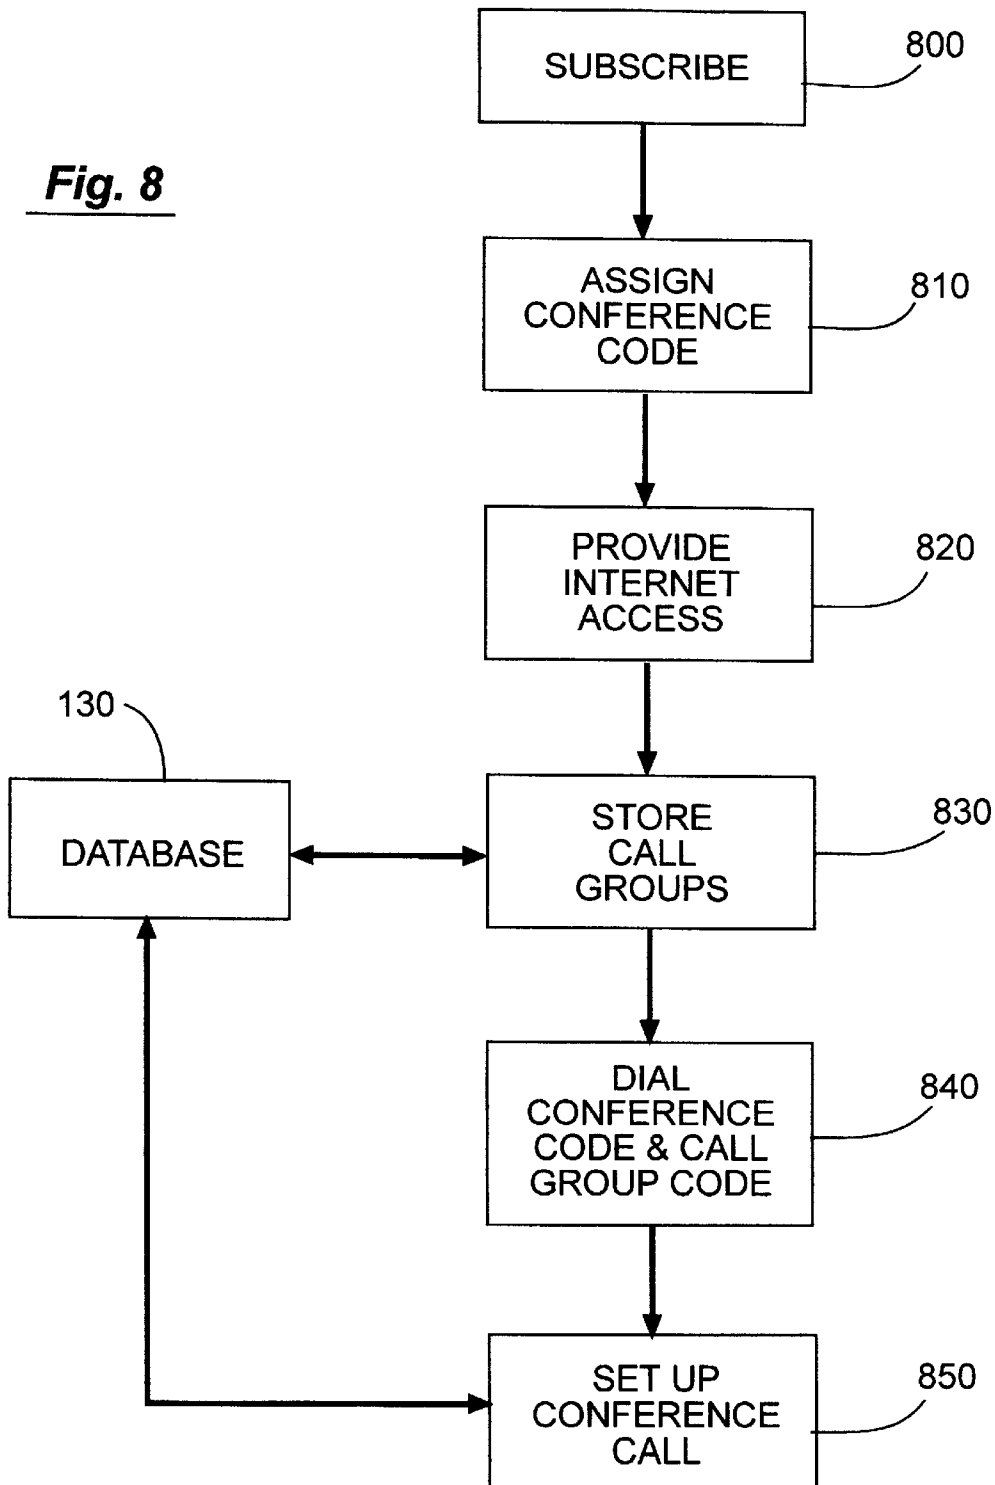 SUBSCRIBE
800
Fig. 8
ASSIGN
CONFERENCE
CODE
810
PROVIDE
INTERNET
ACCESS
820
130
DATABASE
STORE
CALL
GROUPS
830
DIAL
CONFERENCE
CODE & CALL
GROUP CODE
840
SET UP
CONFERENCE
CALL
850